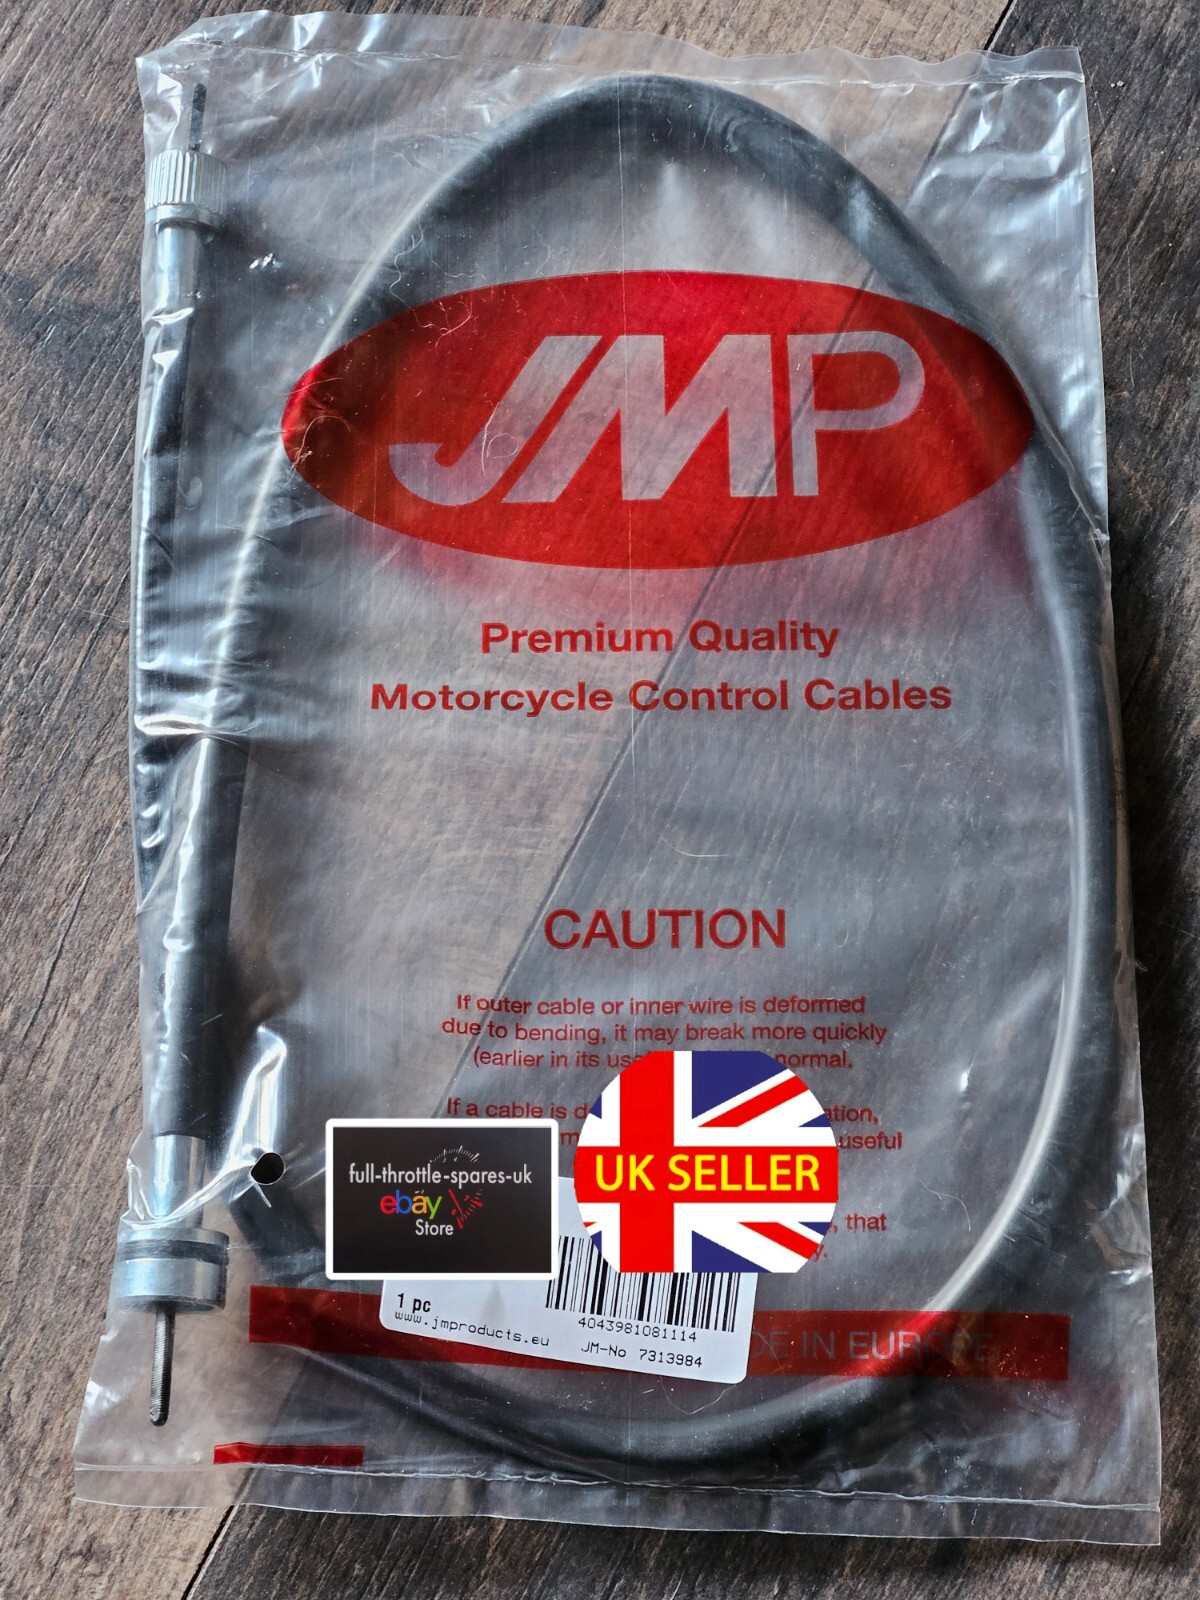 JMP
Premium Quality
Motorcycle Control Cables
CAUTION
If outer cable or inner wire is deformed
due to bending, it may break more quickly
(earlier in its normal.
If a cable is
useful
that
full-throttle-spares-uk
ebay
Store
UK SELLER
1 pc
www.jmproducts.eu
4043981081114
JM-No 7313984
IN EUROPE